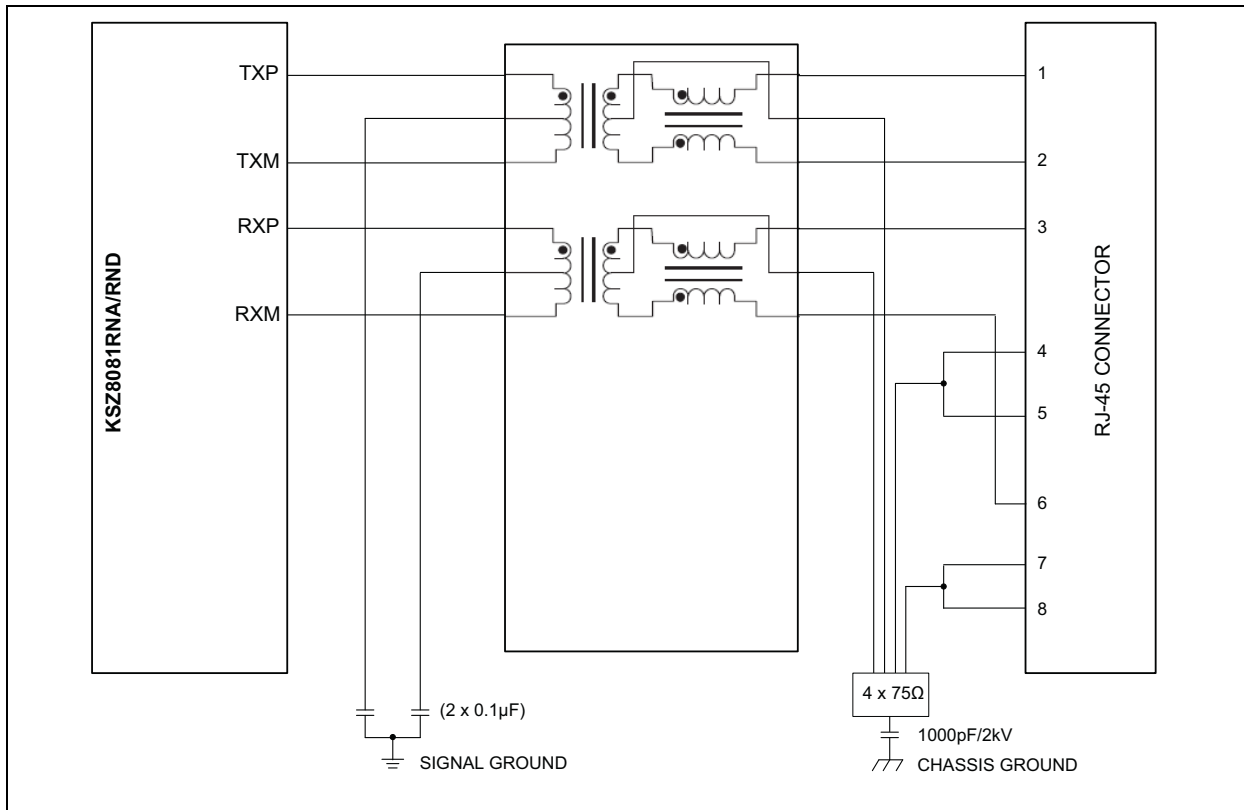 KSZ8081RNA/RND
TXP
TXM
RXP
RXM
1
2
3
4
5
6
7
8
RJ-45 CONNECTOR
(2 x 0.1µF)
SIGNAL GROUND
4 x 75Ω
1000pF/2kV
CHASSIS GROUND